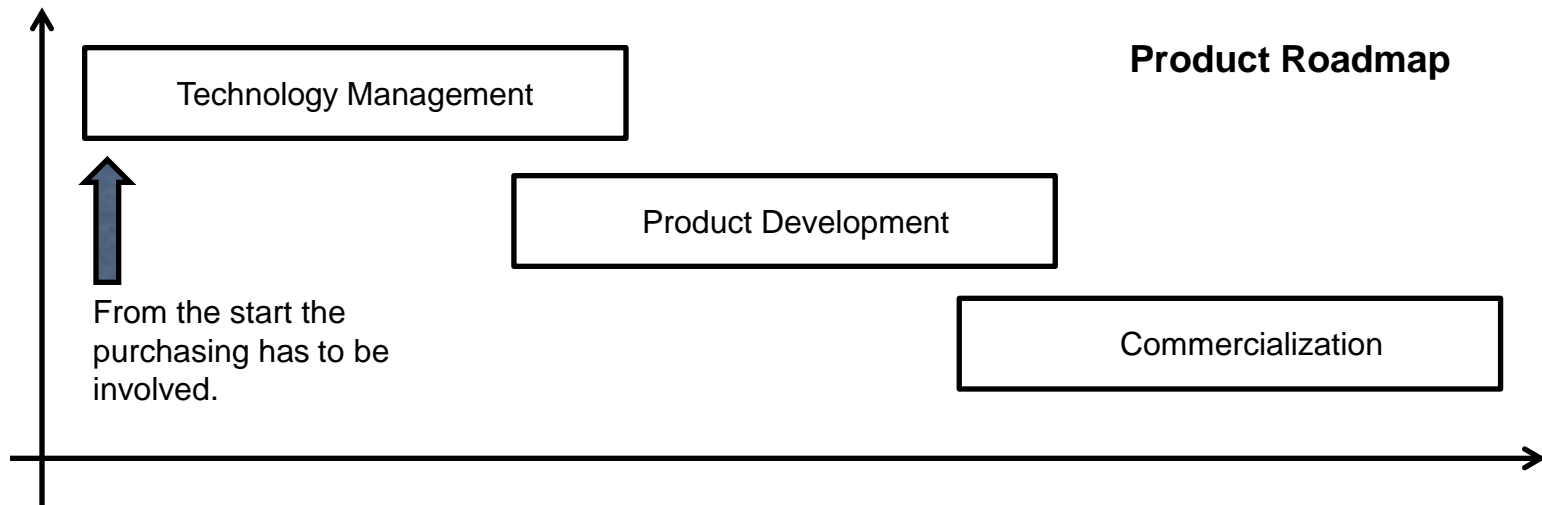 Product Roadmap
Technology Management
Product Development
From the start the
purchasing has to be
involved.
Commercialization